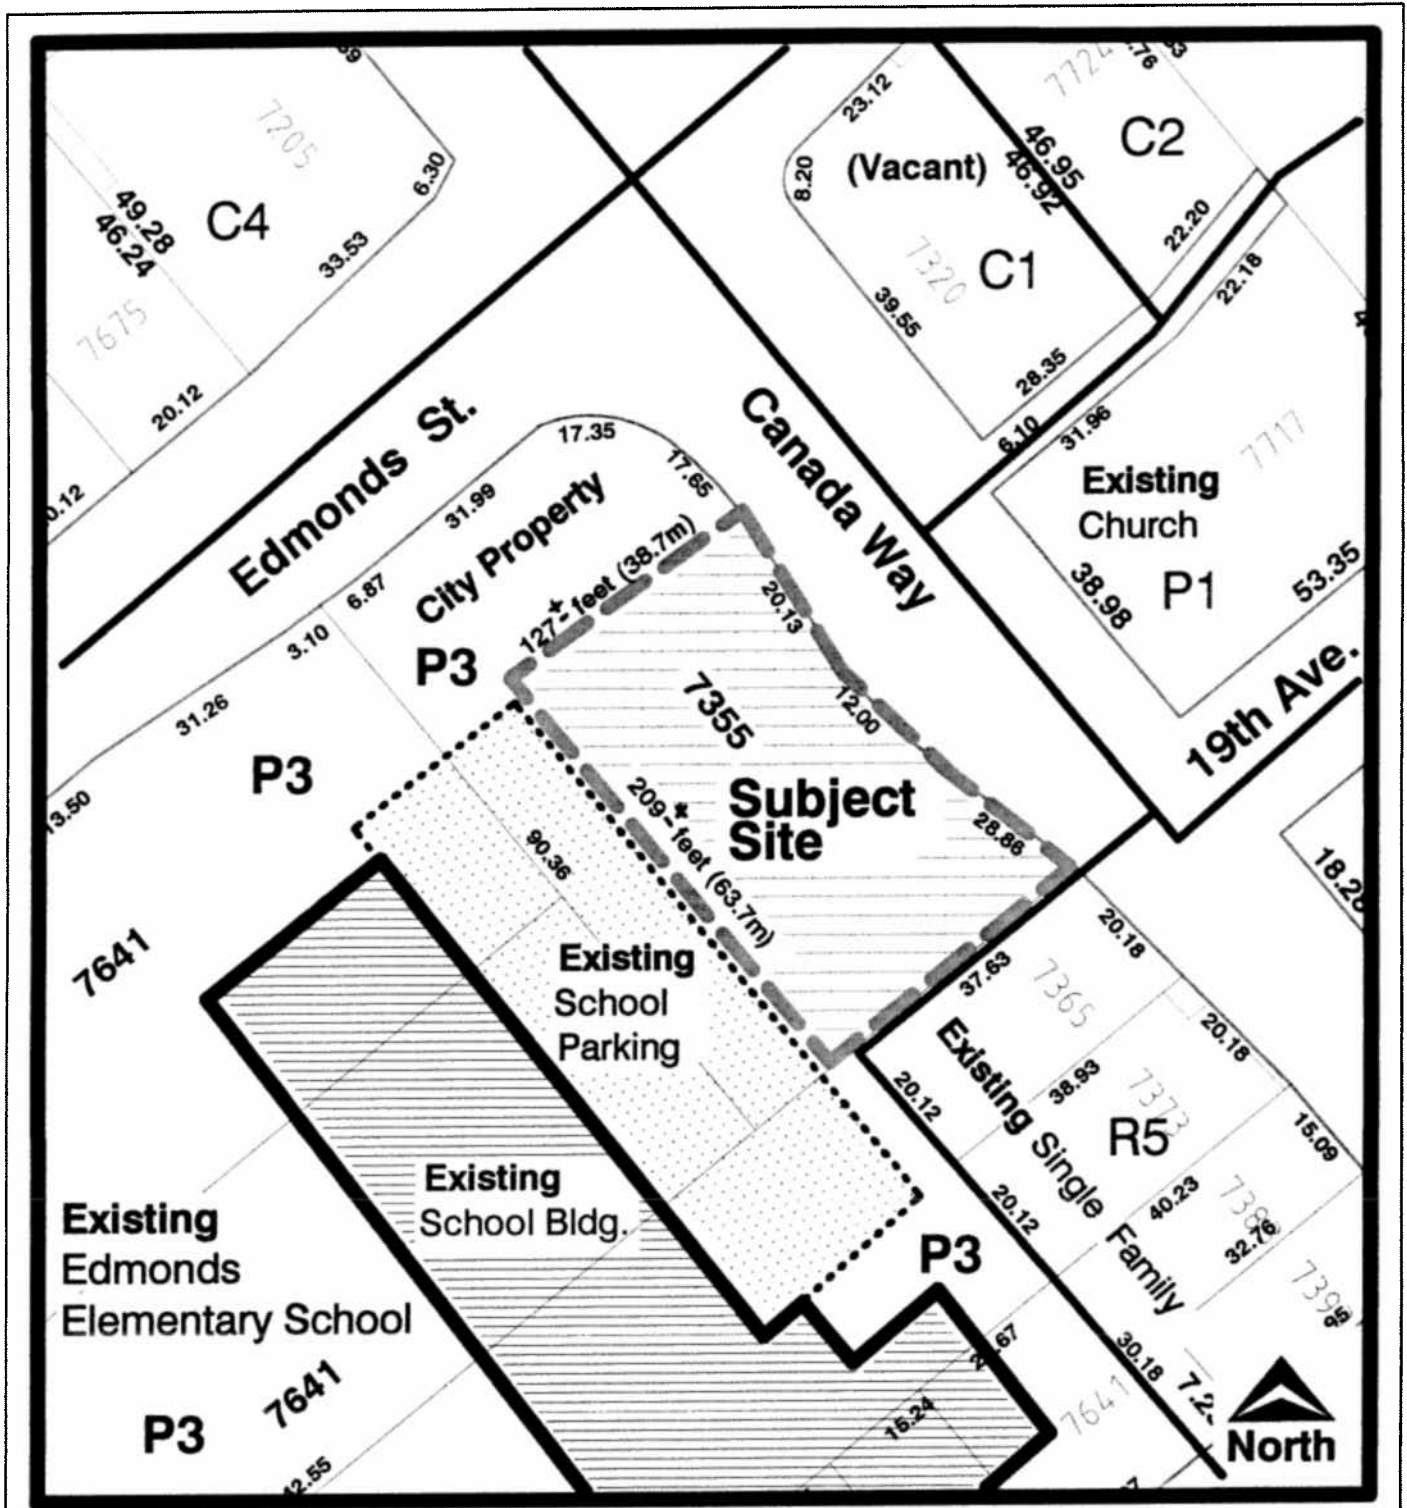 7205
6.30
49.28
46.24
C4
33.53
7675
20.12
23.12
8.20
(Vacant)
46.95
46.92
7320
C1
39.55
28.35
6.10
7724
C2
22.20
22.18
31.96
7717
Existing
Church
P1
38.98
53.35
Edmonds St.
Canada Way
19th Ave.
18.28
17.35
17.65
31.99
6.87
3.10
31.26
13.50
City Property
P3
P3
127± feet (38.7m)
20.13
12.00
28.86
7355
209± feet (63.7m)
Subject
Site
37.63
90.36
Existing
School
Parking
7641
Existing
School Bldg.
Existing
Edmonds
Elementary School
7641
P3
P3
20.18
7365
20.18
38.93
7373
R5
15.09
20.12
20.12
Existing Single Family
40.23
32.76
30.18
7641
15.24
North